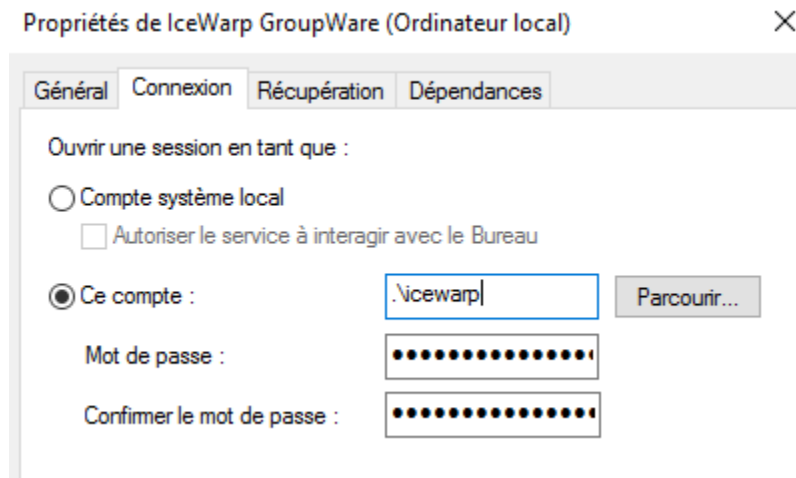 Propriétés de IceWarp GroupWare (Ordinateur local)
Général Connexion Récupération Dépendances
Ouvrir une session en tant que :
Compte système local
Autoriser le service à interagir avec le Bureau
Ce compte : .\icewarp Parcourir...
Mot de passe : ●●●●●●●●●●●●●●●
Confirmer le mot de passe : ●●●●●●●●●●●●●●●